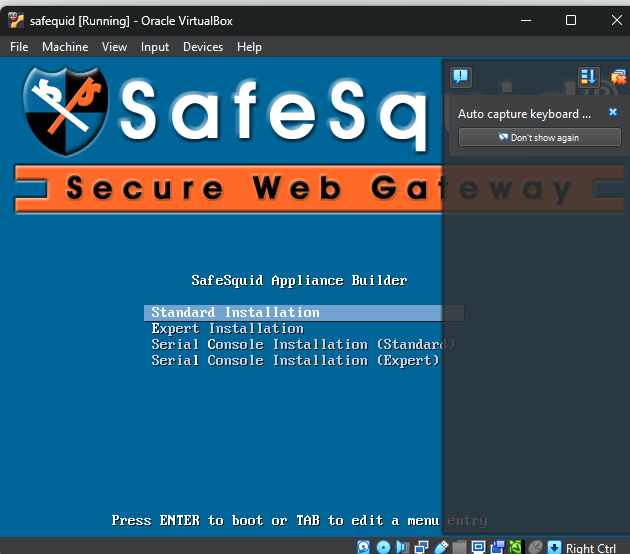 safequid [Running] - Oracle VirtualBox
File Machine View Input Devices Help
SafeSquid®
Auto capture keyboard ...
Don't show again
Secure Web Gateway
SafeSquid Appliance Builder
Standard Installation
Expert Installation
Serial Console Installation (Standard)
Serial Console Installation (Expert)
Press ENTER to boot or TAB to edit a menu entry
Right Ctrl